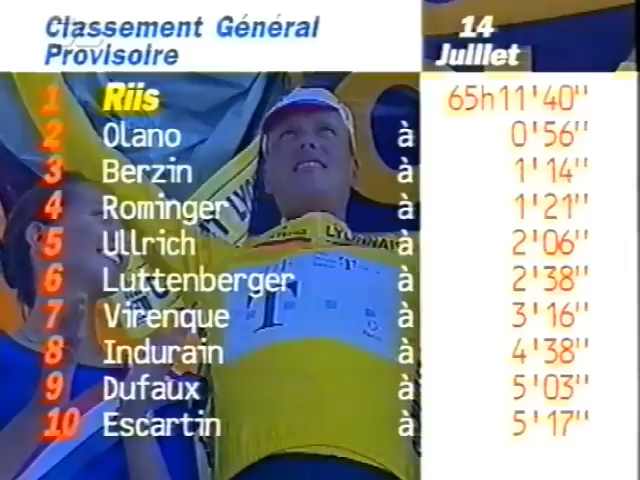 Classement Général
Provisoire
14
Juillet
1 Riis 65h11'40''
2 Olano à 0'56''
3 Berzin à 1'14''
4 Rominger à 1'21''
5 Ullrich à 2'06''
6 Luttenberger à 2'38''
7 Virenque à 3'16''
8 Indurain à 4'38''
9 Dufaux à 5'03''
10 Escartin à 5'17''
LYONNAIS
T